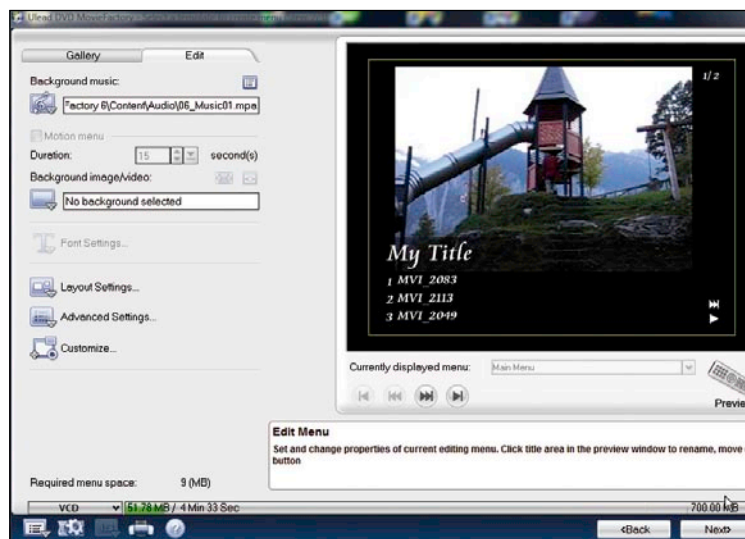 Ulead DVD MovieFactory -
Gallery
Edit
Background music:
Factory 6\Content\Audio\06_Music01.mpa
Motion menu
Duration:
15
second(s)
Background image/video:
No background selected
Font Settings...
Layout Settings...
Advanced Settings...
Customize...
Required menu space:
9 (MB)
1/2
My Title
1 MVI_2083
2 MVI_2113
3 MVI_2049
Currently displayed menu:
Main Menu
Preview
Edit Menu
Set and change properties of current editing menu. Click title area in the preview window to rename, move
button
VCD
51.78 MB / 4 Min 33 Sec
700.00 MB
<Back
Next>